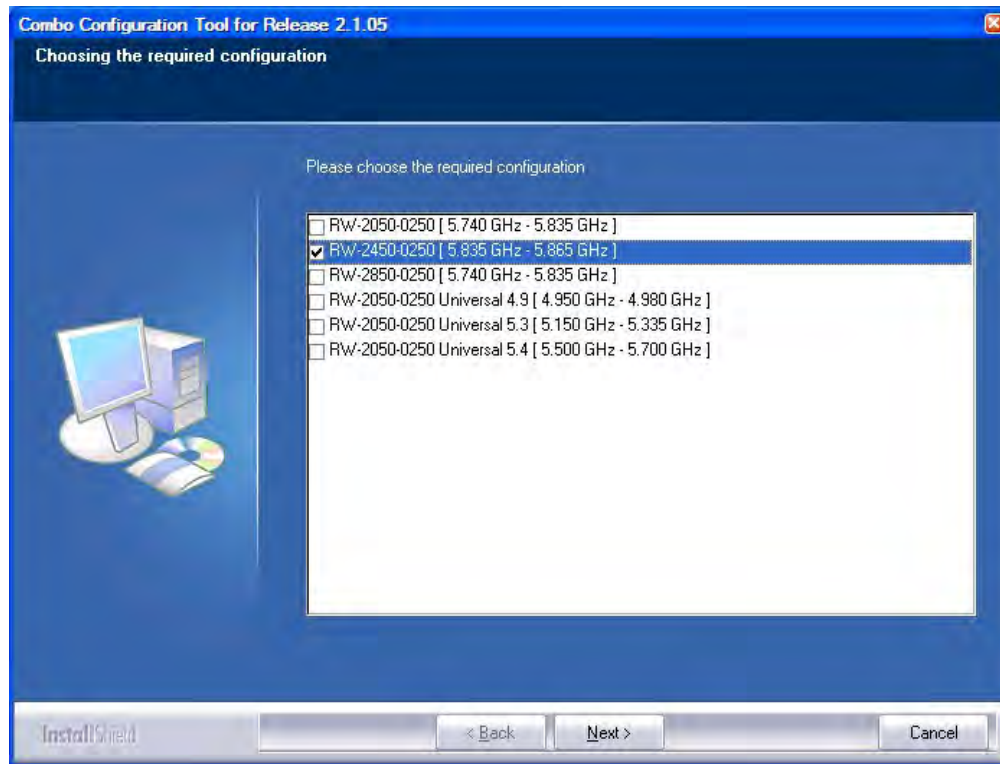 Combo Configuration Tool for Release 2.1.05
Choosing the required configuration
Please choose the required configuration
RW-2050-0250 [ 5.740 GHz - 5.835 GHz ]
RW-2450-0250 [ 5.835 GHz - 5.865 GHz ]
RW-2850-0250 [ 5.740 GHz - 5.835 GHz ]
RW-2050-0250 Universal 4.9 [ 4.950 GHz - 4.980 GHz ]
RW-2050-0250 Universal 5.3 [ 5.150 GHz - 5.335 GHz ]
RW-2050-0250 Universal 5.4 [ 5.500 GHz - 5.700 GHz ]
InstallShield
< Back
Next >
Cancel